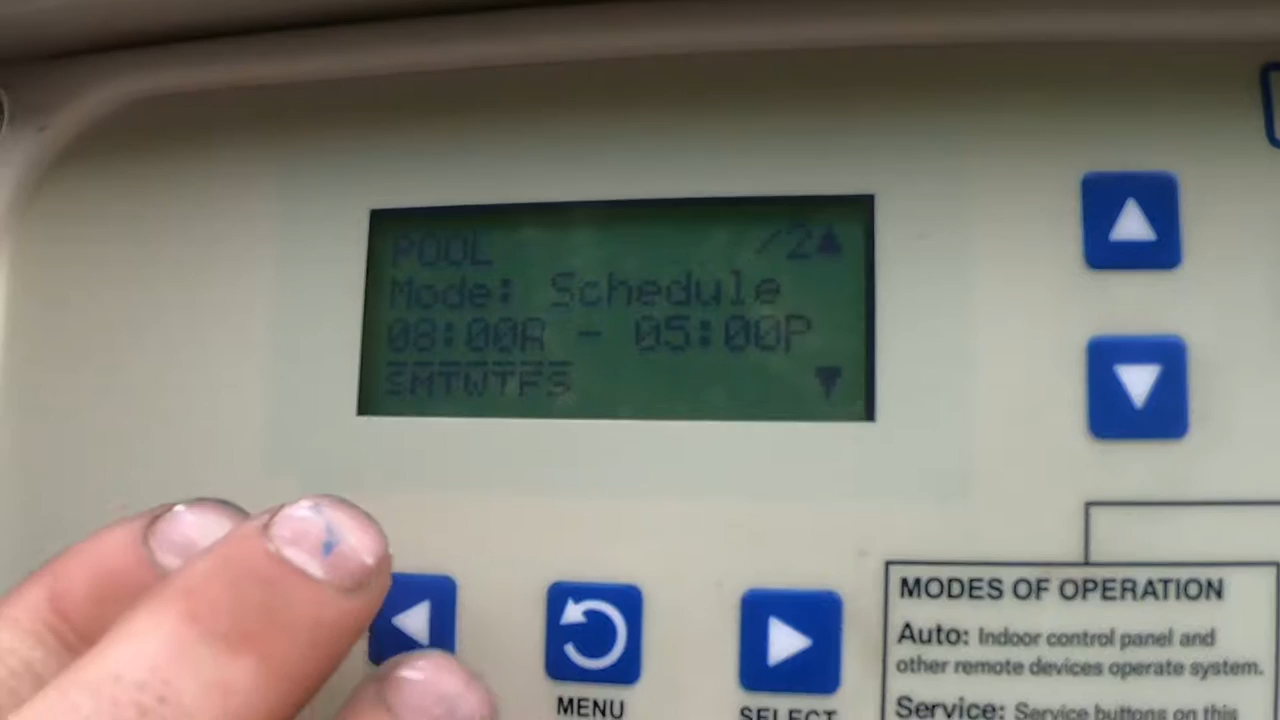 POOL /2▲
Mode: Schedule
08:00A - 05:00P
SMTWTFS ▼
MENU
SELECT
MODES OF OPERATION
Auto: Indoor control panel and
other remote devices operate system.
Service: Service buttons on this